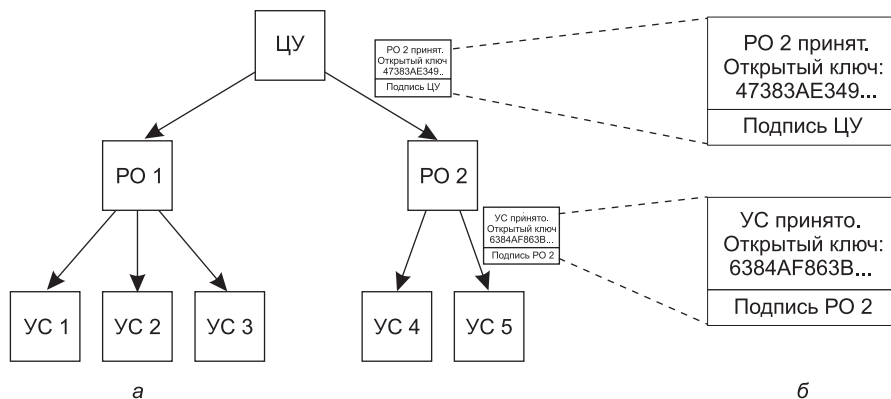 ЦУ
РО 2 принят.
Открытый ключ
47383AE349..
Подпись ЦУ
РО 2 принят.
Открытый ключ:
47383AE349...
Подпись ЦУ
РО 1
РО 2
УС принято.
Открытый ключ
6384AF863B...
Подпись РО 2
УС принято.
Открытый ключ:
6384AF863B...
Подпись РО 2
УС 1
УС 2
УС 3
УС 4
УС 5
а
б